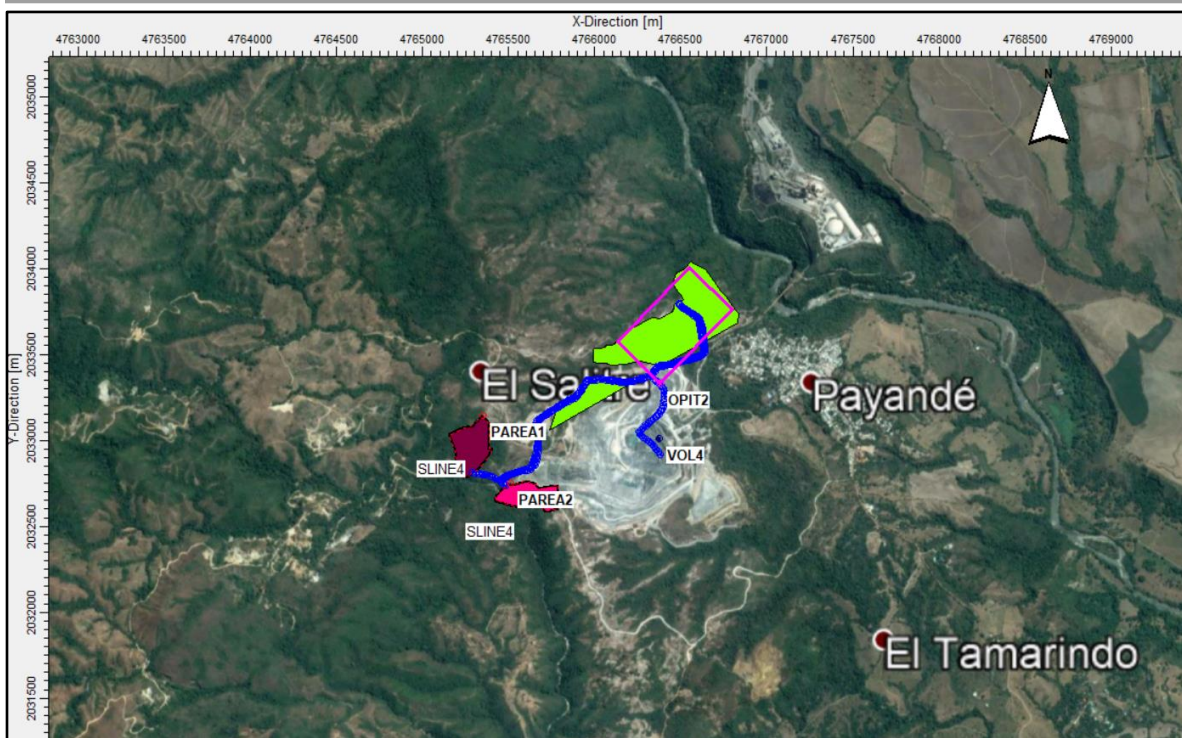 X-Direction [m]
4763000 4763500 4764000 4764500 4765000 4765500 4766000 4766500 4767000 4767500 4768000 4768500 4769000
N
2035000
2034500
2034000
2033500
Y-Direction [m]
2033000
2032500
2032000
2031500
El Salitre
Payandé
OPIT2
PAREA1
VOL4
SLINE4
PAREA2
SLINE4
El Tamarindo